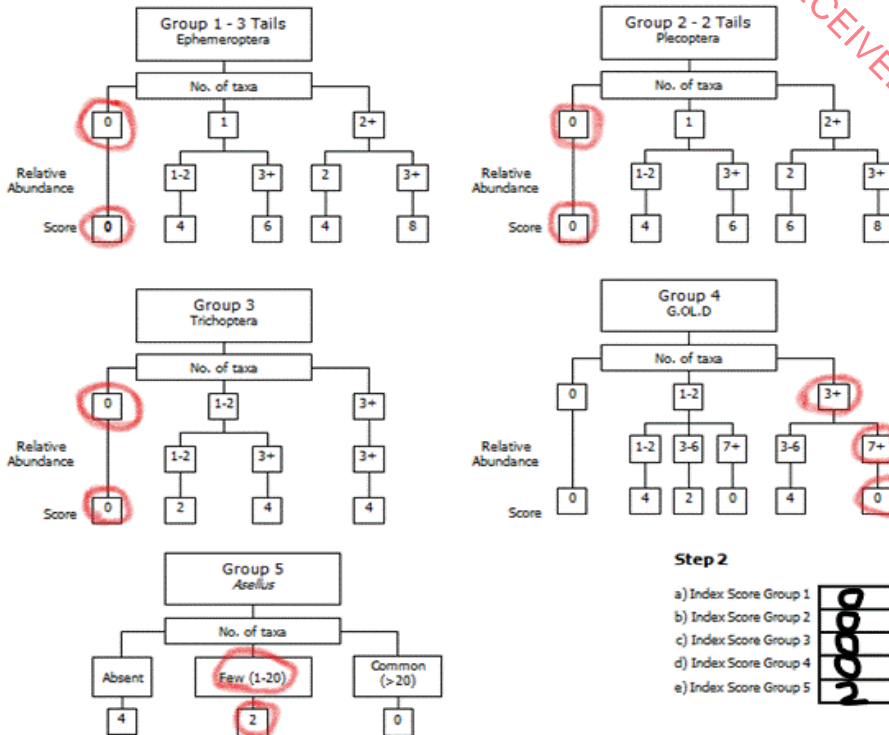 Group 1 - 3 Tails
Ephemeroptera
No. of taxa
0 1 2+
Relative
Abundance
1-2 3+ 2 3+
Score
0 4 6 4 8
Group 2 - 2 Tails
Plecoptera
No. of taxa
0 1 2+
Relative
Abundance
1-2 3+ 2 3+
Score
0 4 6 6 8
Group 3
Trichoptera
No. of taxa
0 1-2 3+
Relative
Abundance
1-2 3+ 3+
Score
0 2 4 4
Group 4
G.OL.D
No. of taxa
0 1-2 3+
Relative
Abundance
1-2 3-6 7+ 3-6 7+
Score
0 4 2 0 4 0
Group 5
Asellus
No. of taxa
Absent
Few (1-20)
Common
(>20)
4 2 0
Step 2
a) Index Score Group 1 0
b) Index Score Group 2 0
c) Index Score Group 3 0
d) Index Score Group 4 0
e) Index Score Group 5 2